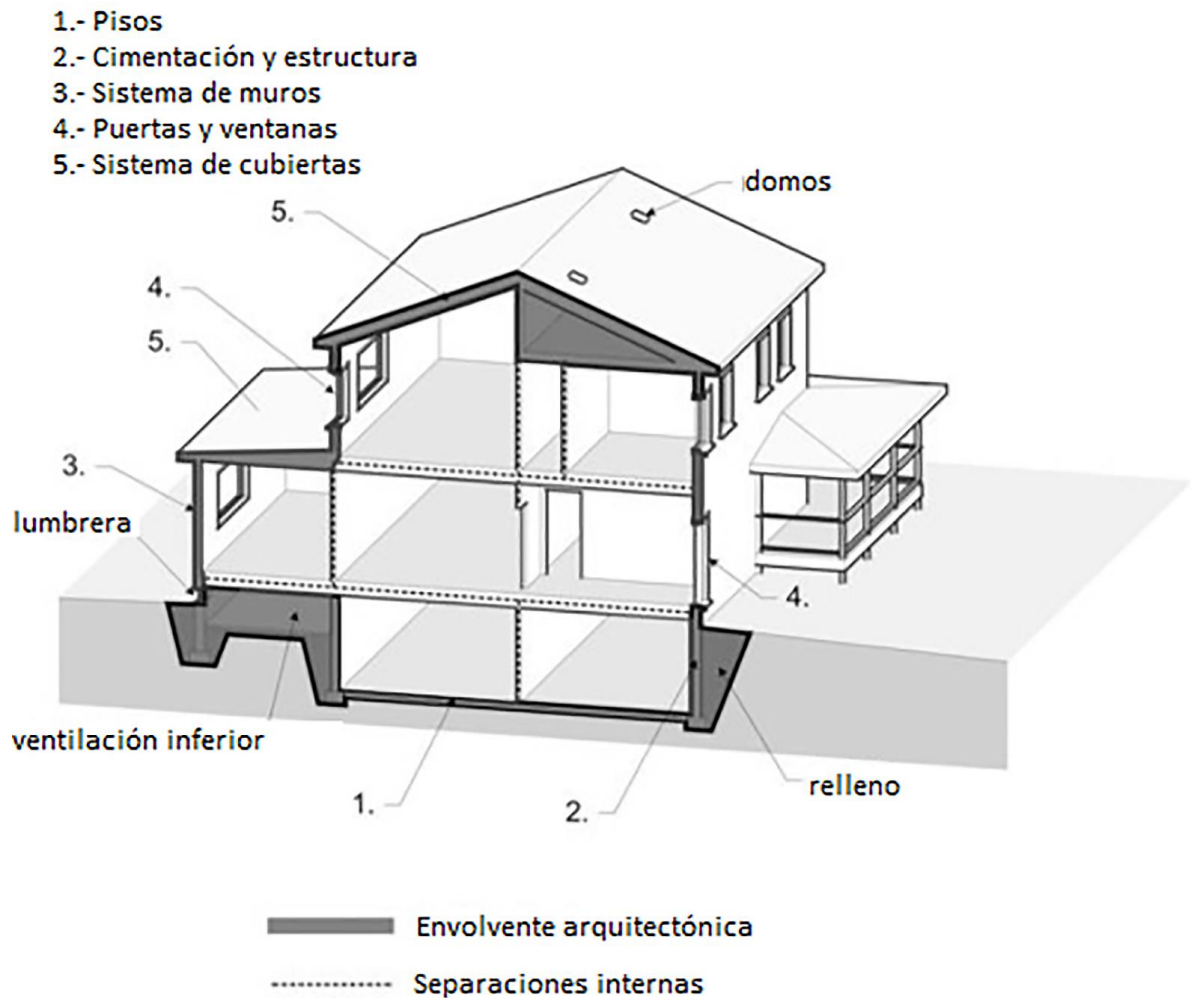 1.- Pisos
2.- Cimentación y estructura
3.- Sistema de muros
4.- Puertas y ventanas
5.- Sistema de cubiertas
domos
5.
4.
5.
3.
lumbrera
4.
ventilación inferior
relleno
1.
2.
Envolvente arquitectónica
Separaciones internas